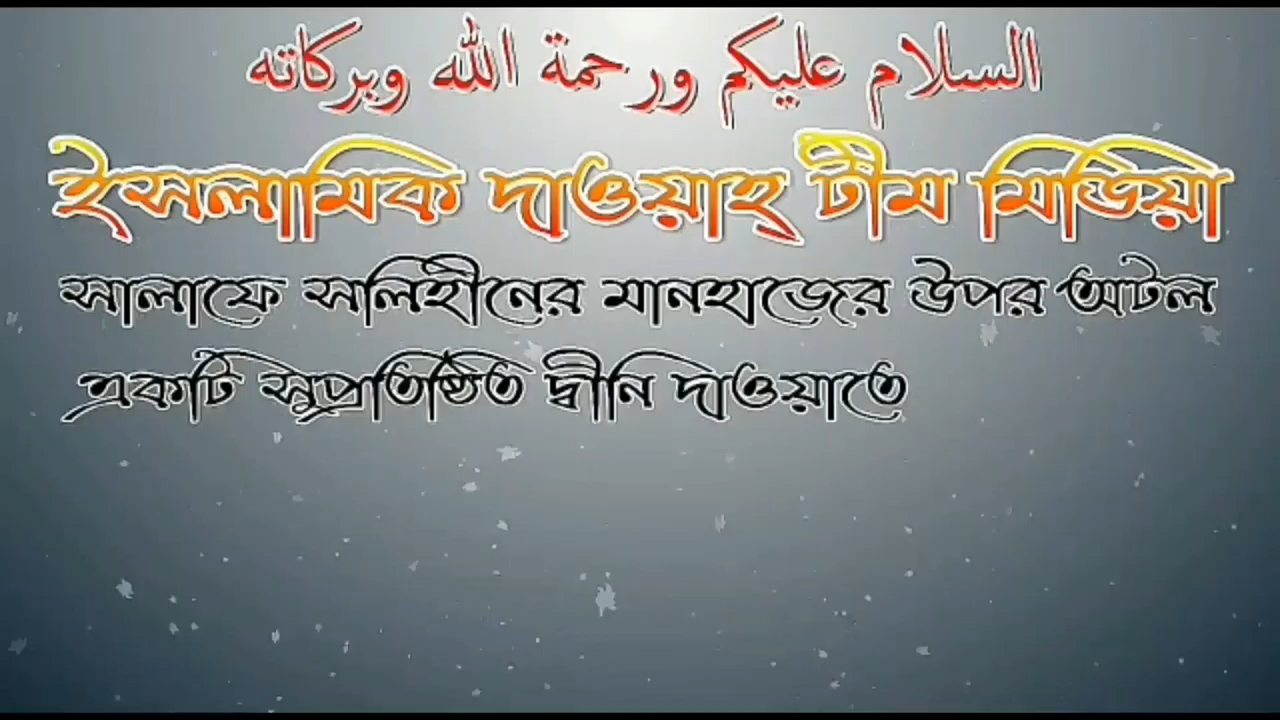 السلام عليكم ورحمة الله وبركاته
ইসলামিক দাওয়াহ্ টীম মিডিয়া
সালাফে সলিহীনের মানহাজের উপর অটল
একটি সুপ্রতিষ্ঠিত দ্বীনি দাওয়াতে